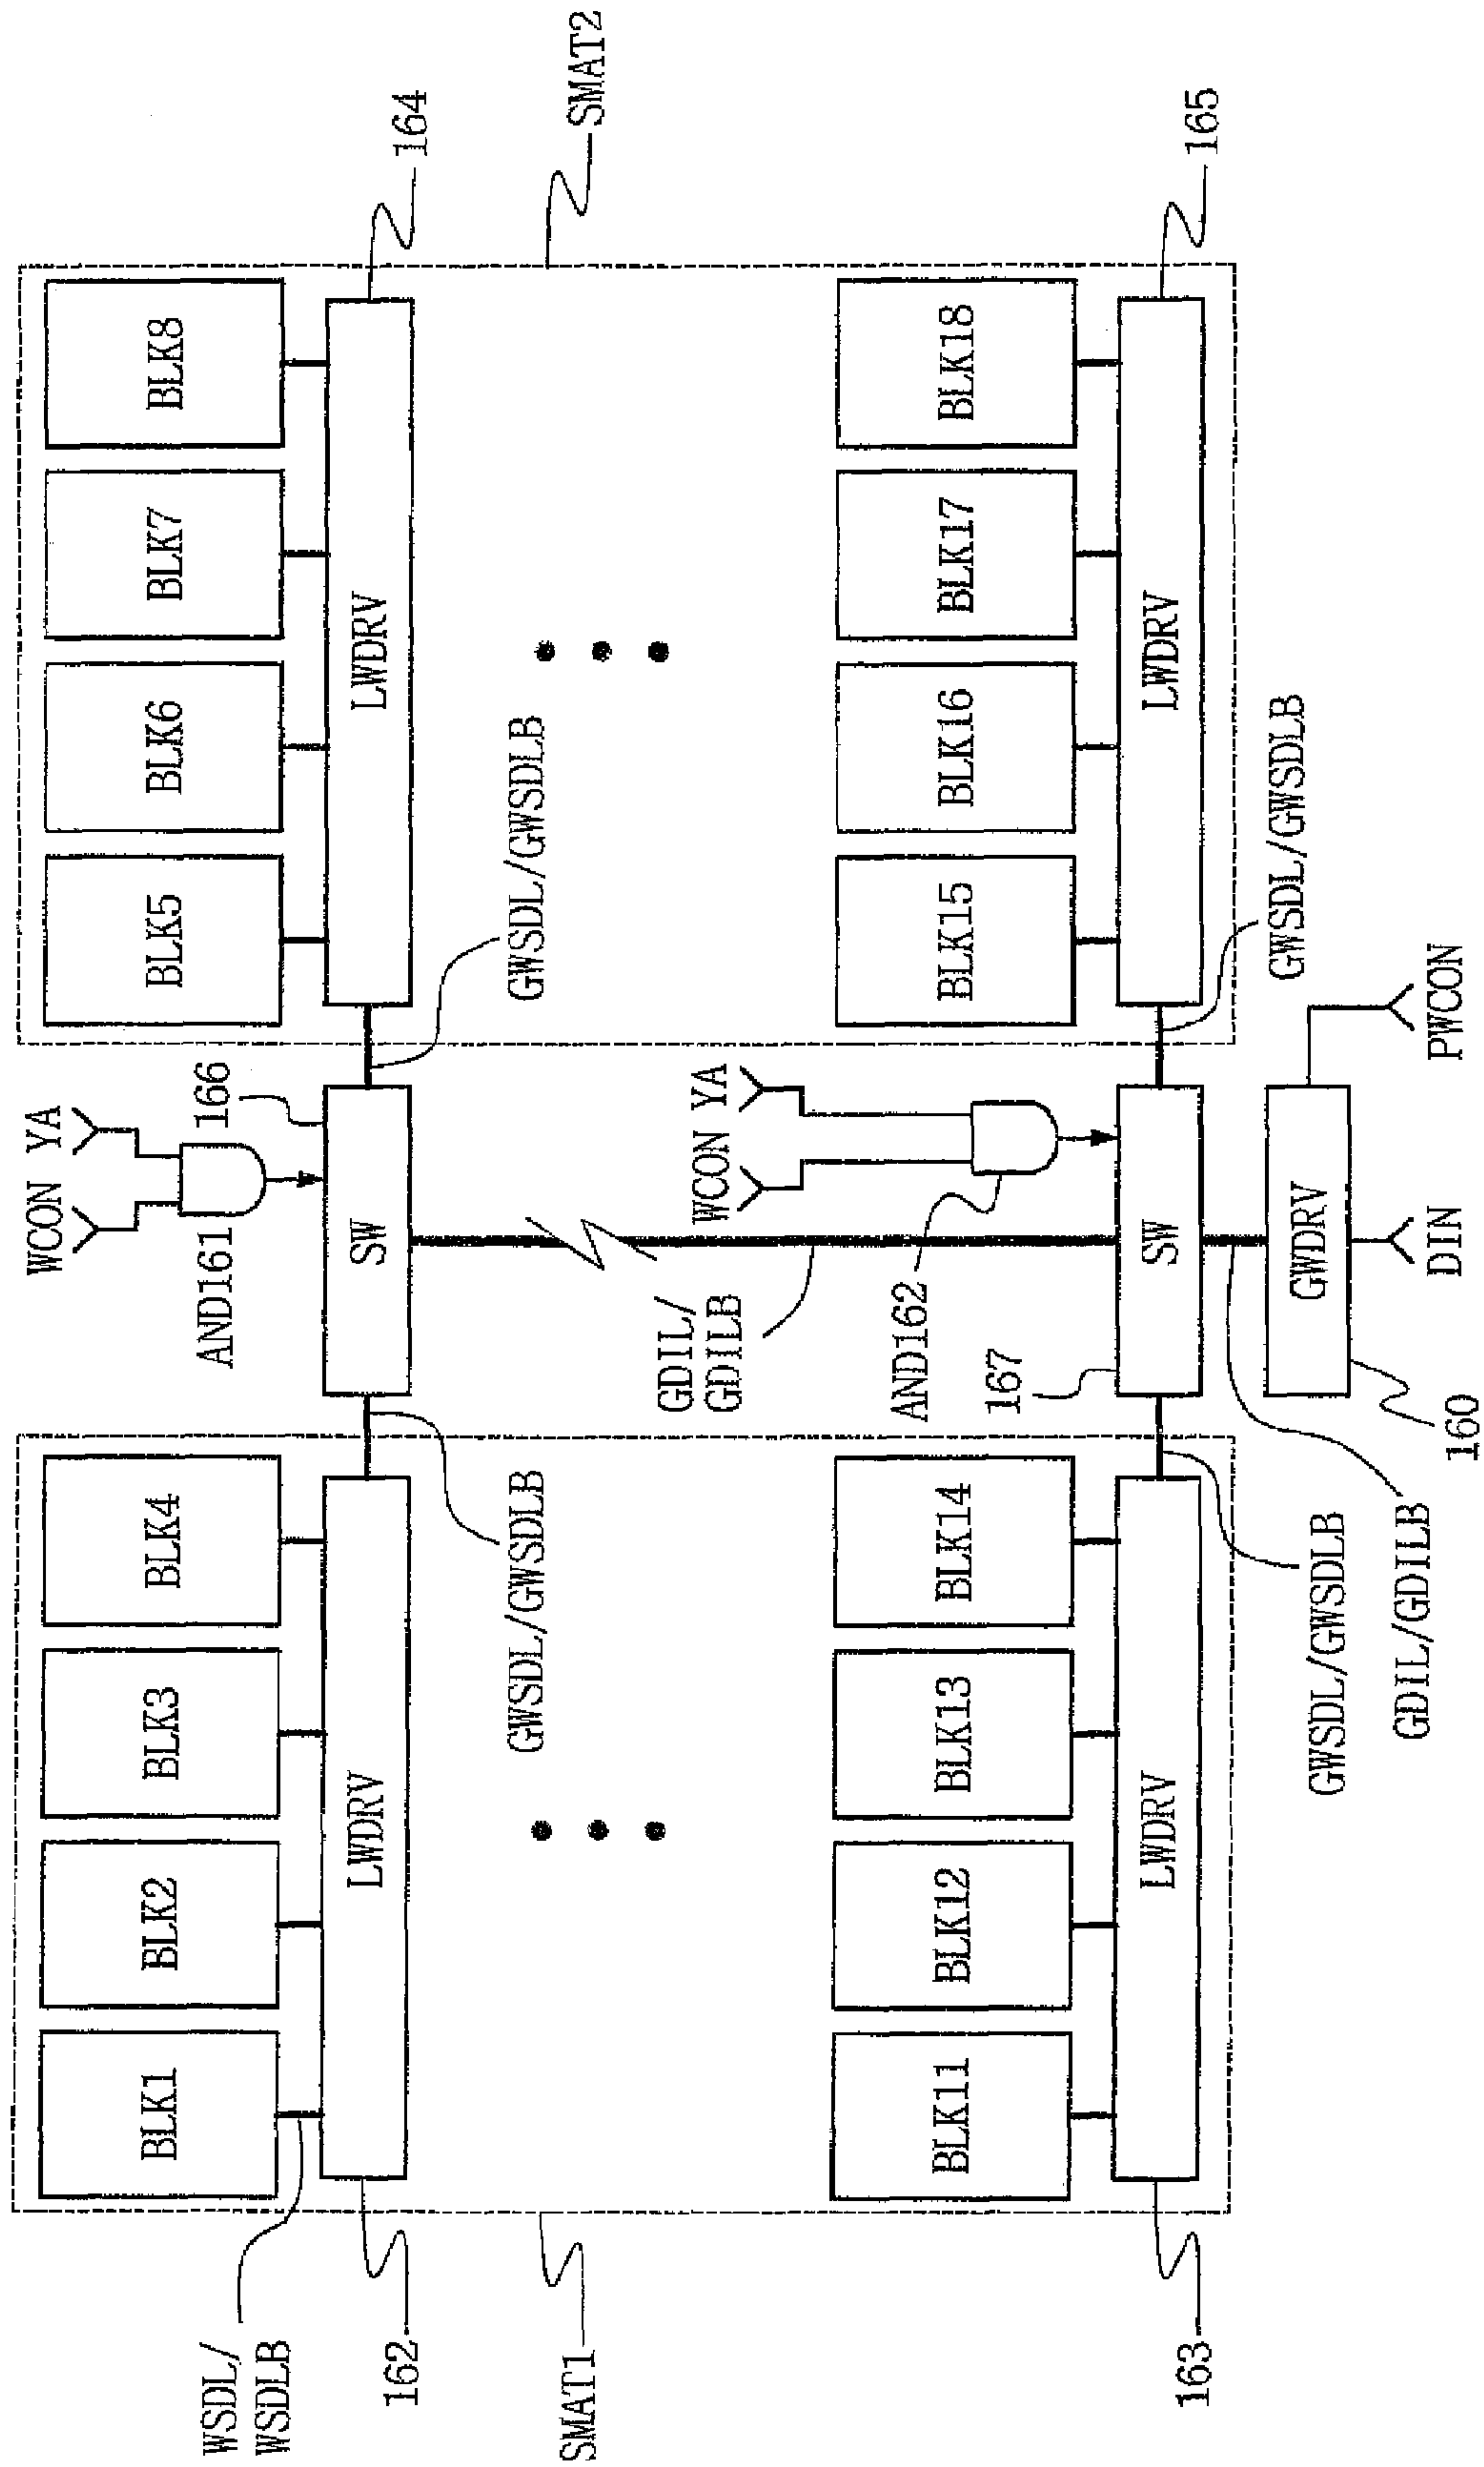 WCON YA
BLK1
BLK2
BLK3
BLK4
AND161
166
BLK5
BLK6
BLK7
BLK8
WSDL/
WSDLB
LWDRV
SW
LWDRV
162
164
GWSDL/GWSDLB
GWSDL/GWSDLB
SMAT1
SMAT2
GDIL/
GDILB
WCON YA
BLK11
BLK12
BLK13
BLK14
AND162
BLK15
BLK16
BLK17
BLK18
167
LWDRV
SW
LWDRV
163
165
GWSDL/GWSDLB
GWDRV
GWSDL/GWSDLB
GDIL/GDILB
160
DIN
PWCON